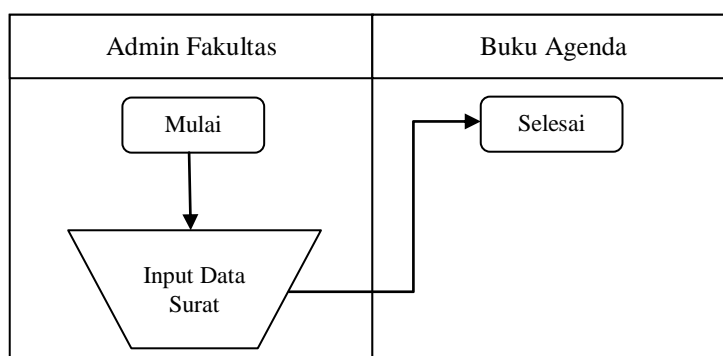 Admin Fakultas
Buku Agenda
Mulai
Selesai
Input Data
Surat